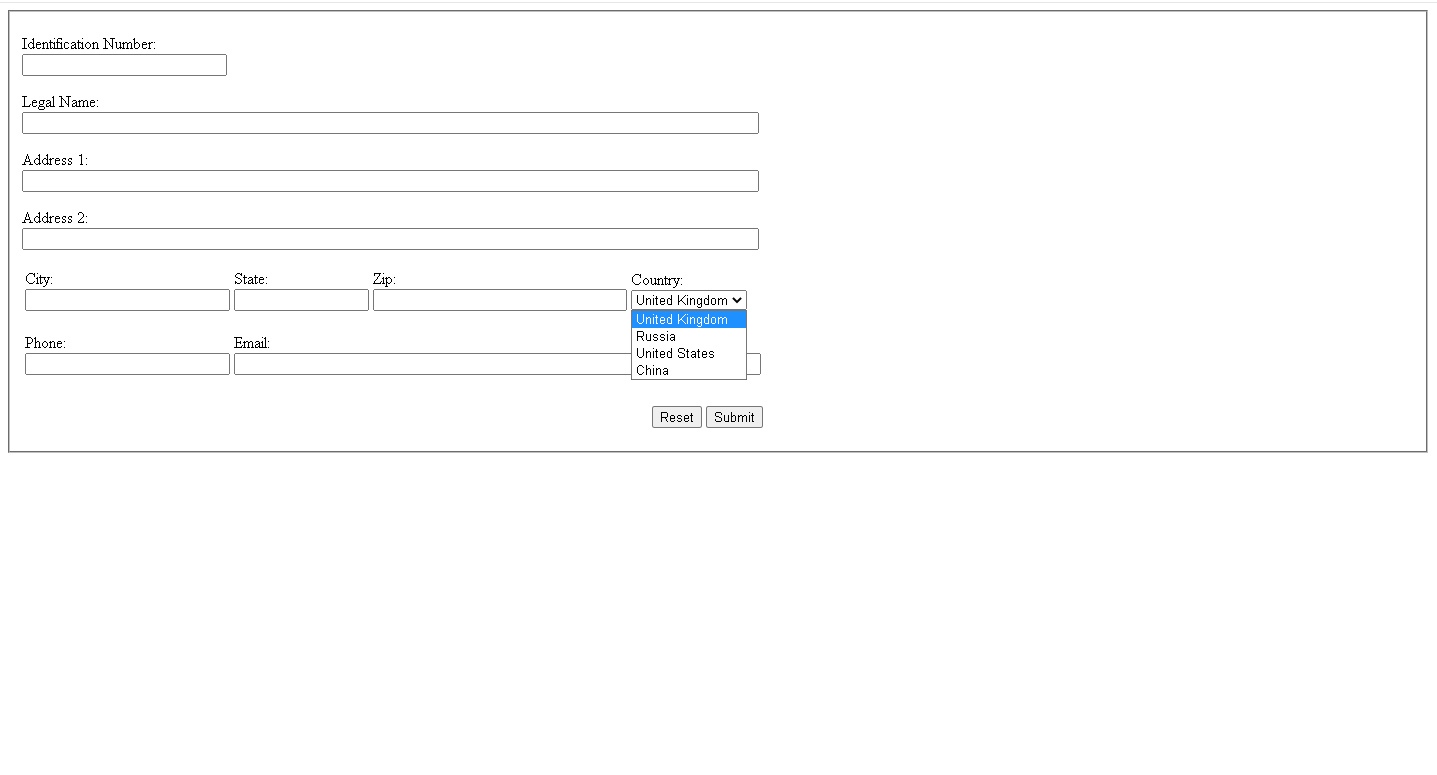 Identification Number:
Legal Name:
Address 1:
Address 2:
City: State: Zip: Country:
United Kingdom
United Kingdom
Russia
United States
China
Phone: Email:
Reset Submit